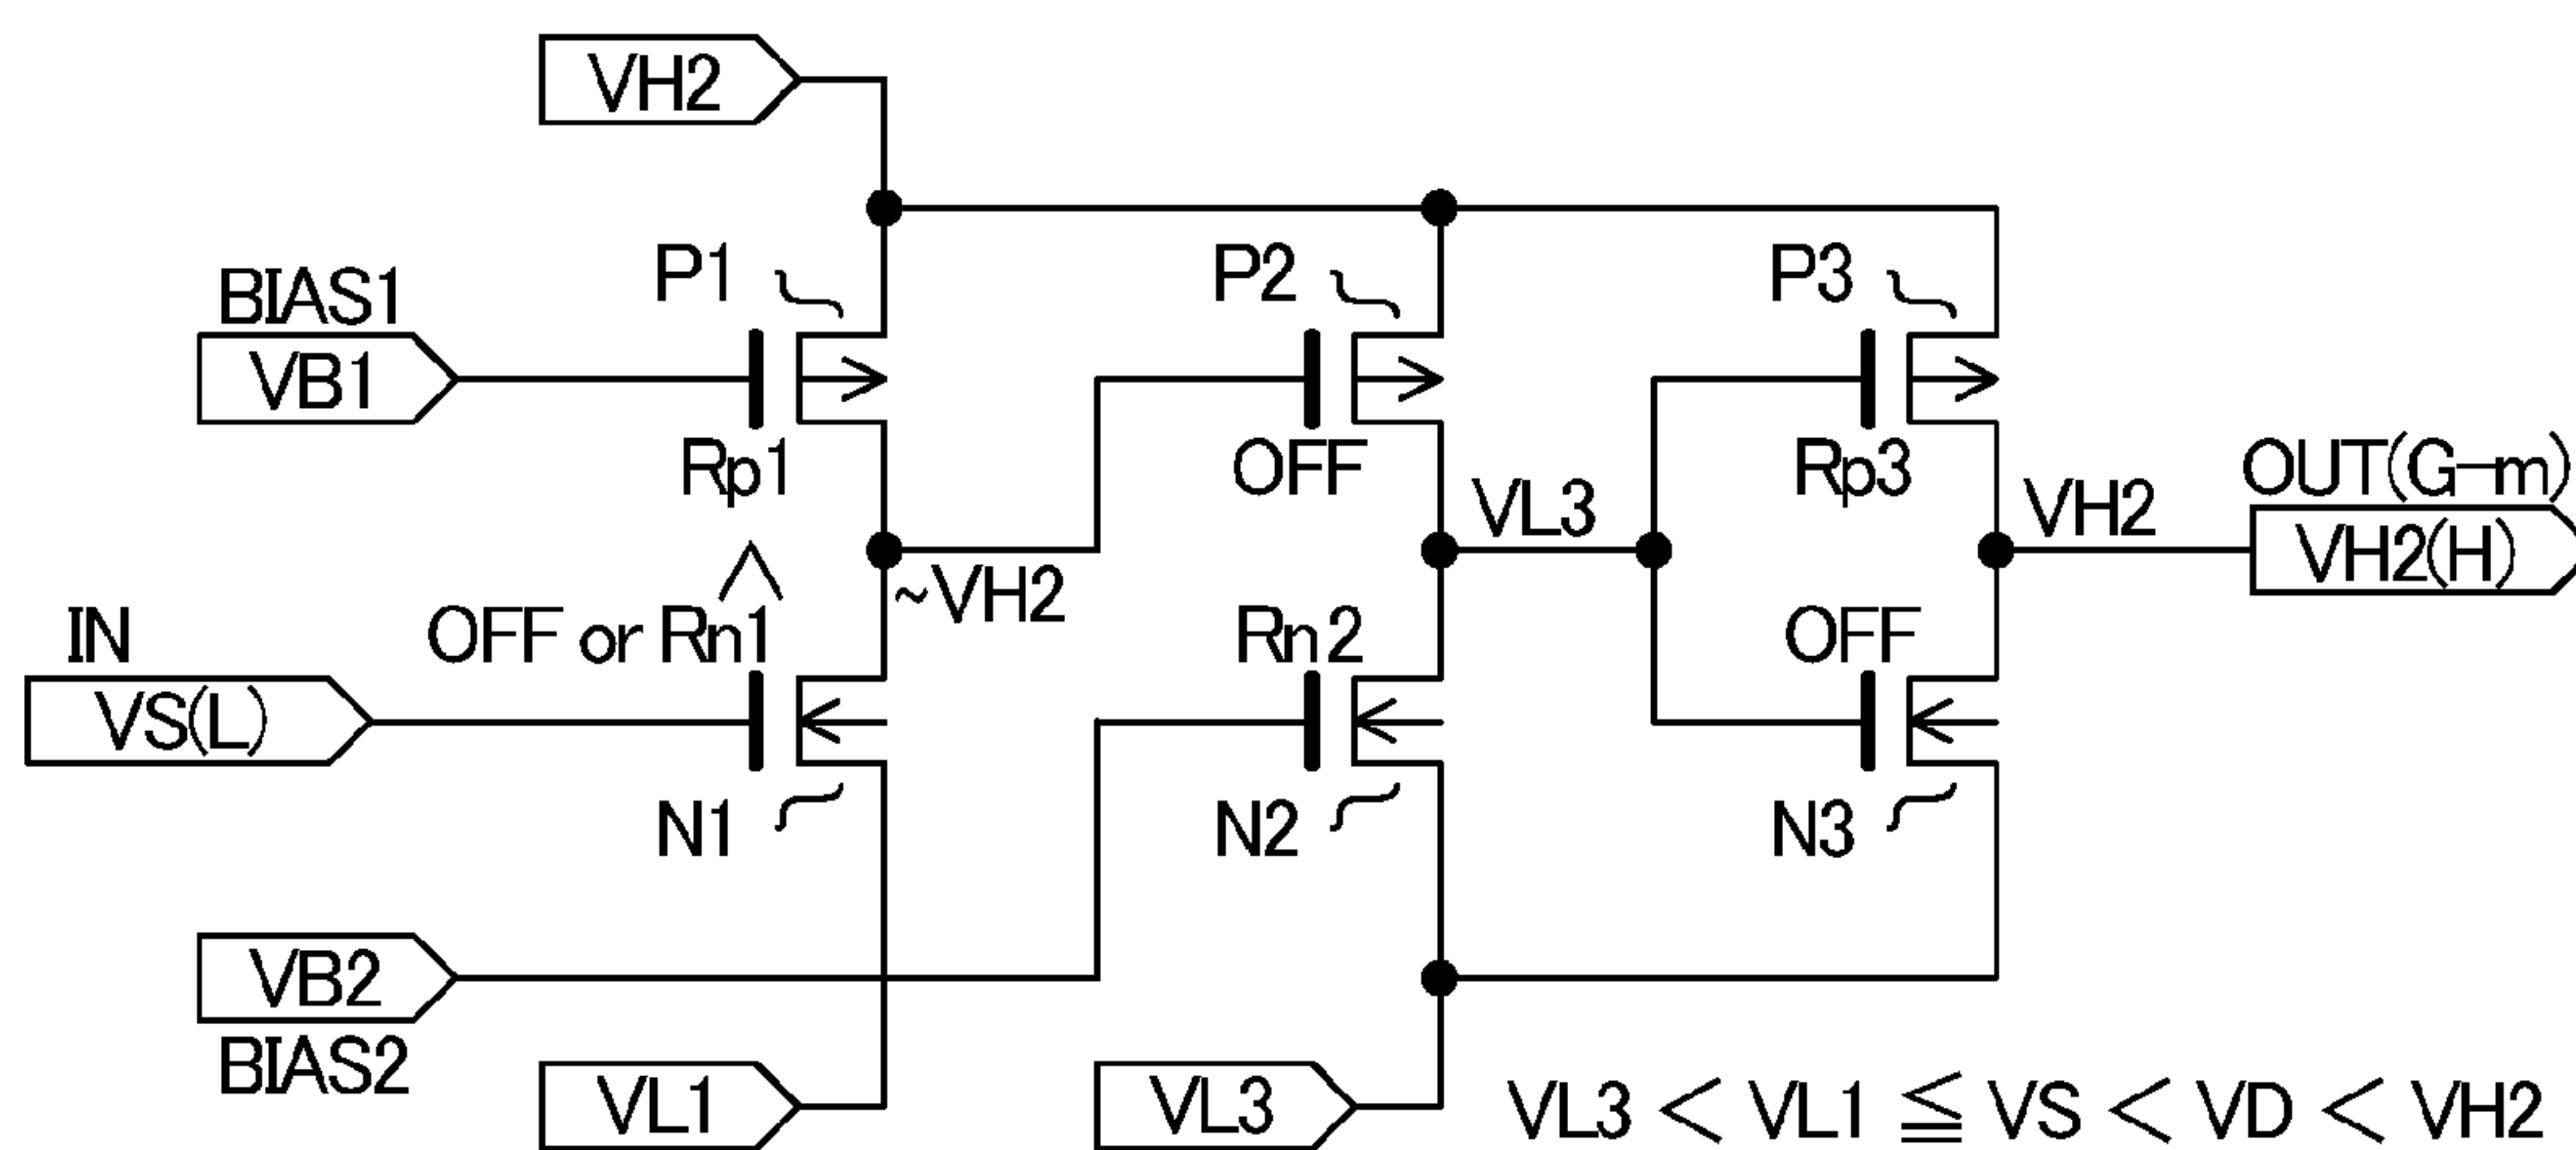 VH2
P1
P2
P3
BIAS1
VB1
Rp1
OFF
Rp3
OUT(G-m)
VL3
VH2
VH2(H)
<
~VH2
IN
OFF or Rn1
Rn2
OFF
VS(L)
N1
N2
N3
VB2
BIAS2
VL1
VL3
VL3 < VL1 ≦ VS < VD < VH2